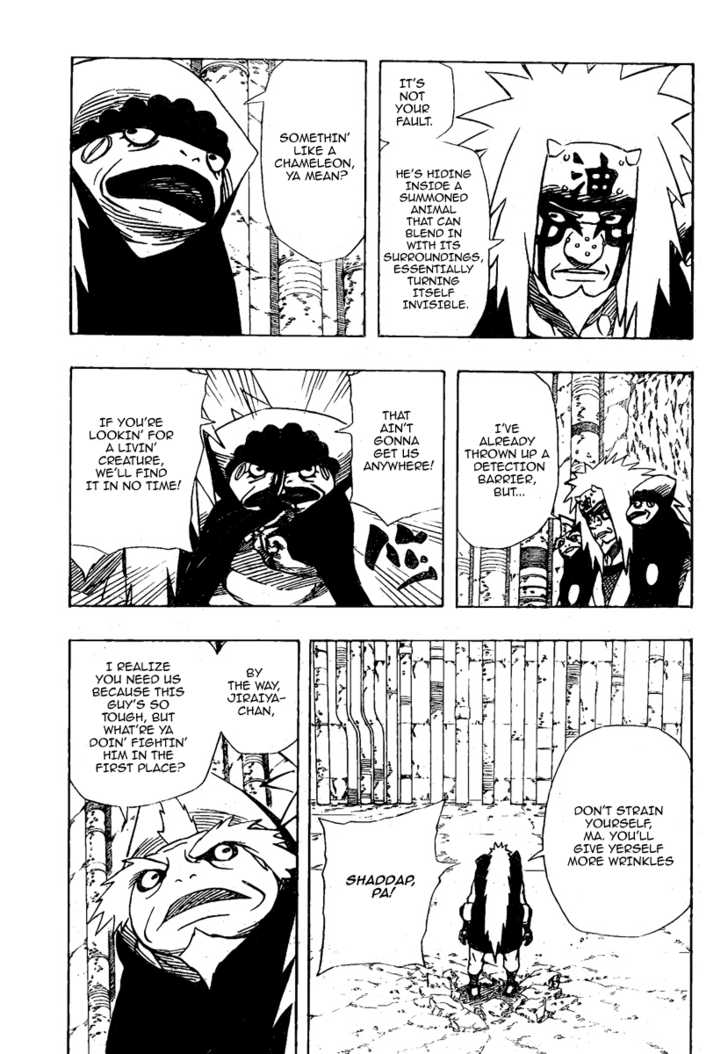 IT'S
NOT
YOUR
FAULT.
HE'S HIDING
INSIDE A
SUMMONED
ANIMAL
THAT CAN
BLEND IN
WITH ITS
SURROUNDINGS,
ESSENTIALLY
TURNING
ITSELF
INVISIBLE.
油
SOMETHIN'
LIKE A
CHAMELEON,
YA MEAN?
I'VE
ALREADY
THROWN UP A
DETECTION
BARRIER,
BUT...
THAT
AIN'T
GONNA
GET US
ANYWHERE!
IF YOU'RE
LOOKIN' FOR
A LIVIN'
CREATURE,
WE'LL FIND
IT IN NO TIME!
DON'T STRAIN
YOURSELF,
MA. YOU'LL
GIVE YERSELF
MORE WRINKLES
SHADDAP,
PA!
BY
THE WAY,
JIRAIYA-
CHAN,
I REALIZE
YOU NEED US
BECAUSE THIS
GUY'S SO
TOUGH, BUT
WHAT'RE YA
DOIN' FIGHTIN'
HIM IN THE
FIRST PLACE?